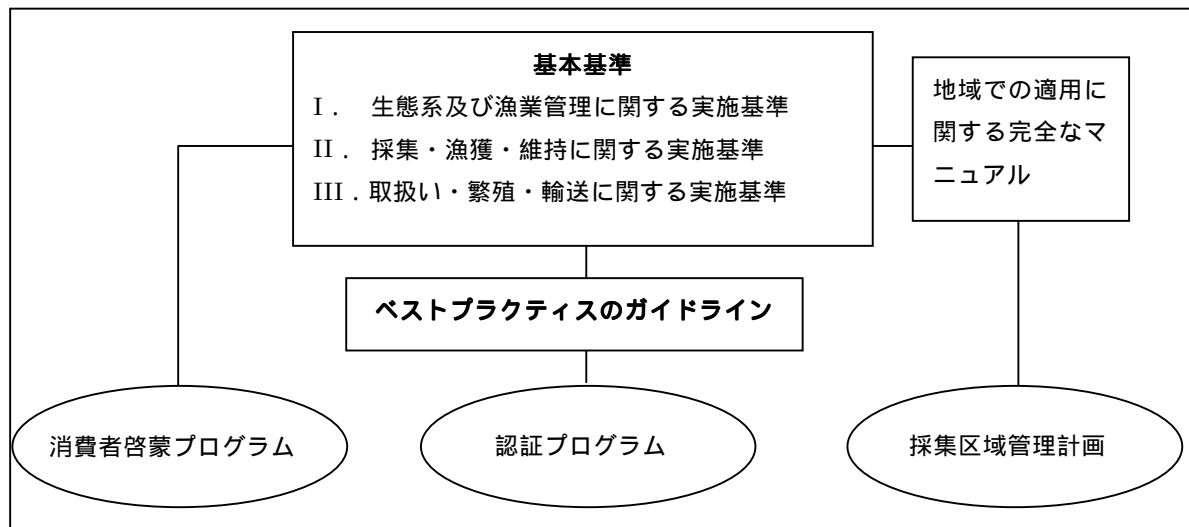 基本基準
I． 生態系及び漁業管理に関する実施基準
II．採集・漁獲・維持に関する実施基準
III．取扱い・繁殖・輸送に関する実施基準
地域での適用に
関する完全なマ
ニュアル
ベストプラクティスのガイドライン
消費者啓蒙プログラム
認証プログラム
採集区域管理計画